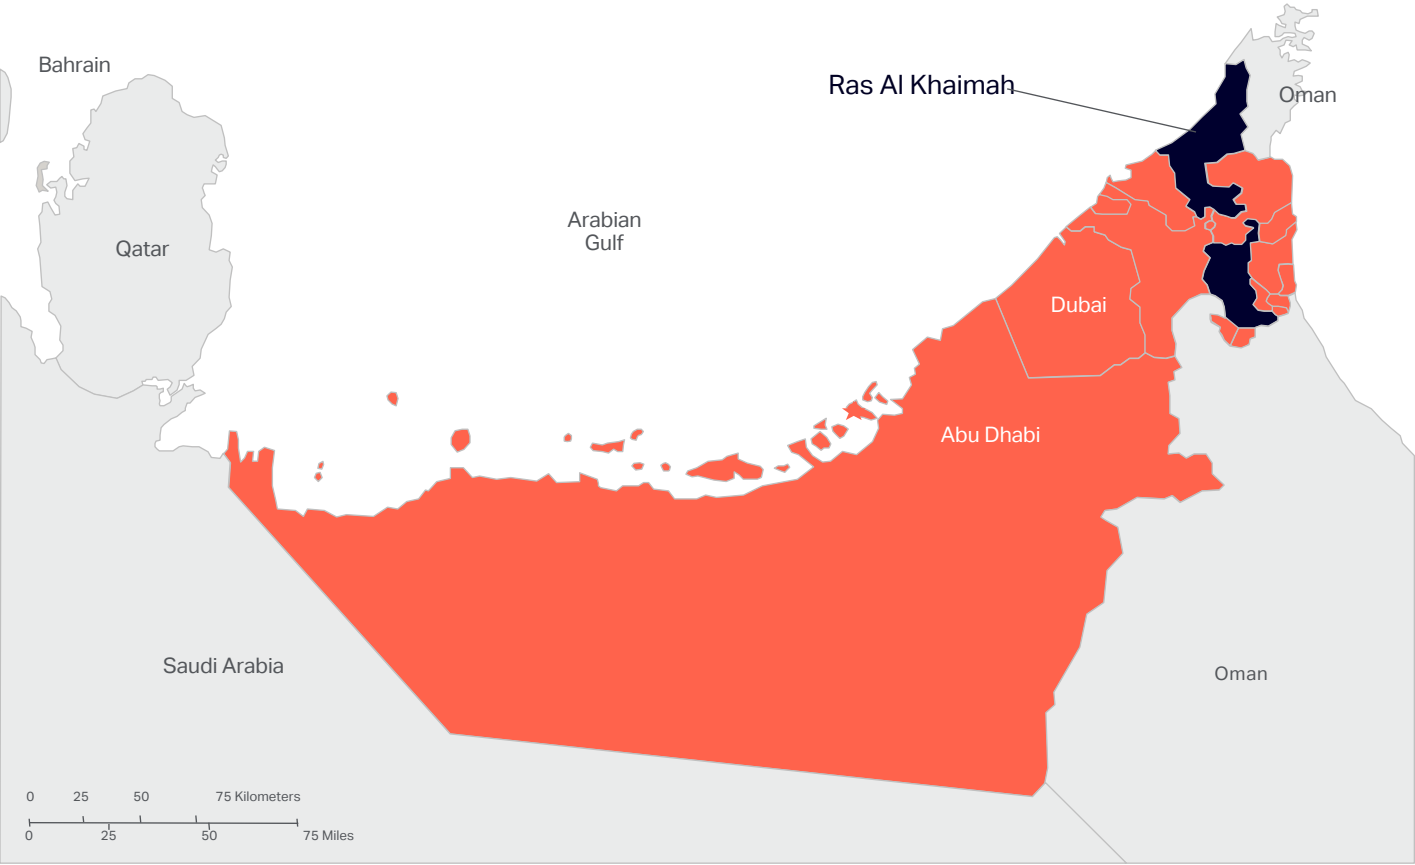 Bahrain
Ras Al Khaimah
Oman
Arabian
Gulf
Qatar
Dubai
Abu Dhabi
Saudi Arabia
Oman
0 25 50 75 Kilometers
0 25 50 75 Miles